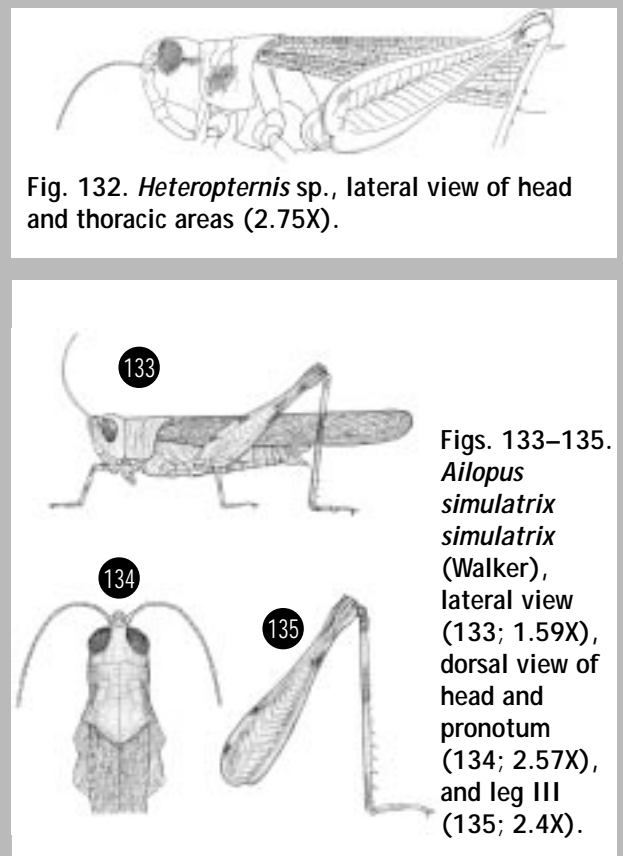 Fig. 132. Heteropternis sp., lateral view of head
and thoracic areas (2.75X).
133
134
135
Figs. 133–135.
Ailopus
simulatrix
simulatrix
(Walker),
lateral view
(133; 1.59X),
dorsal view of
head and
pronotum
(134; 2.57X),
and leg III
(135; 2.4X).